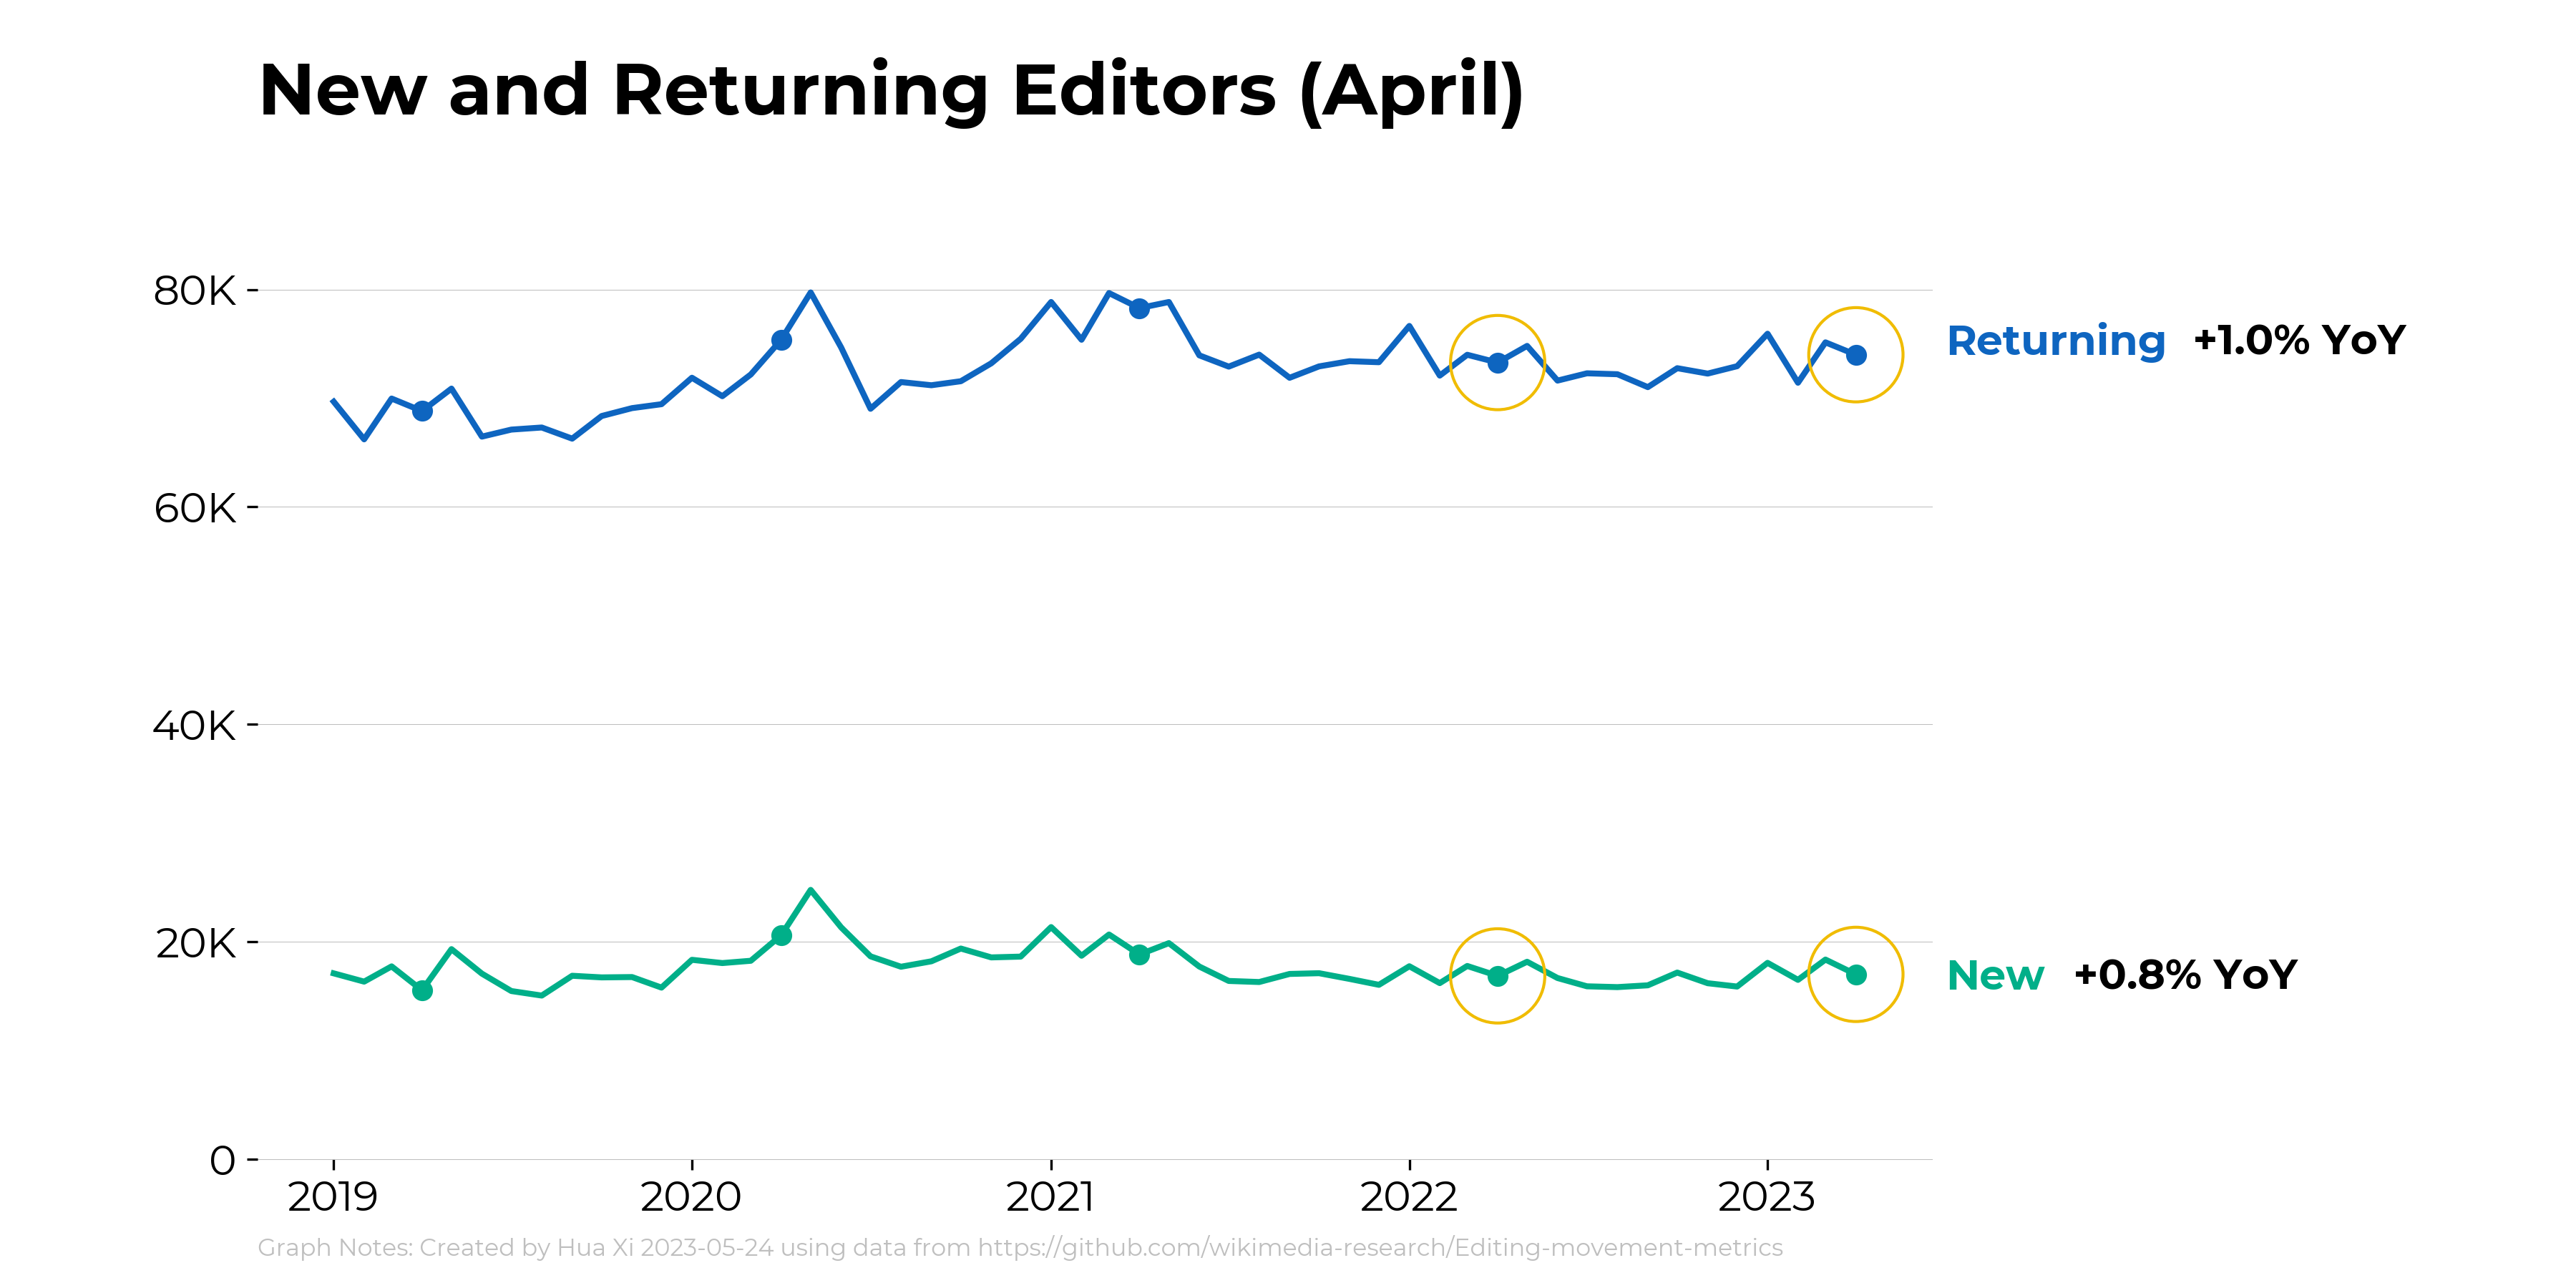 New and Returning Editors (April)
80K
60K
40K
20K
0
Returning +1.0% YoY
New +0.8% YoY
2019 2020 2021 2022 2023
Graph Notes: Created by Hua Xi 2023-05-24 using data from https://github.com/wikimedia-research/Editing-movement-metrics